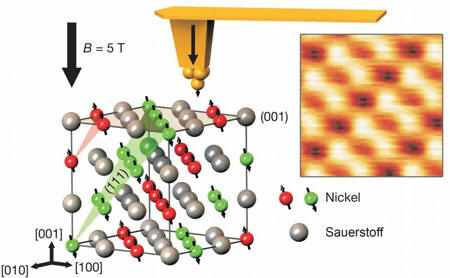 B = 5 T
(001)
(111)
Nickel
Sauerstoff
[001]
[010]
[100]